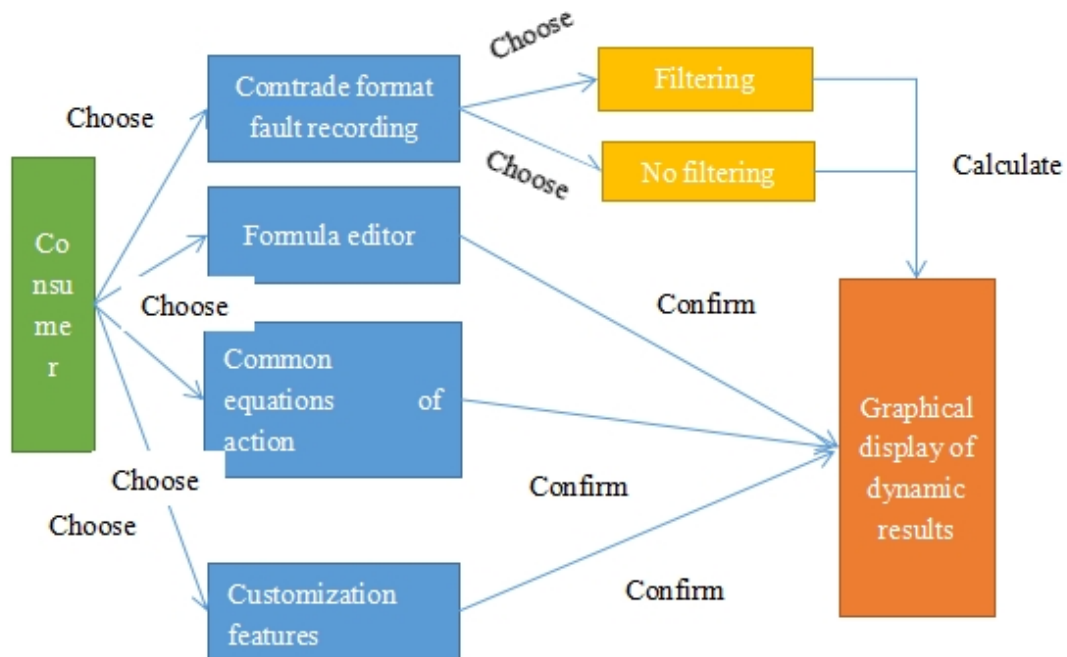 Choose
Comtrade format
fault recording
Choose
Choose
Filtering
No filtering
Calculate
Co
nsu
me
r
Formula editor
Choose
Confirm
Common
equations of
action
Graphical
display of
dynamic
results
Choose
Choose
Confirm
Customization
features
Confirm